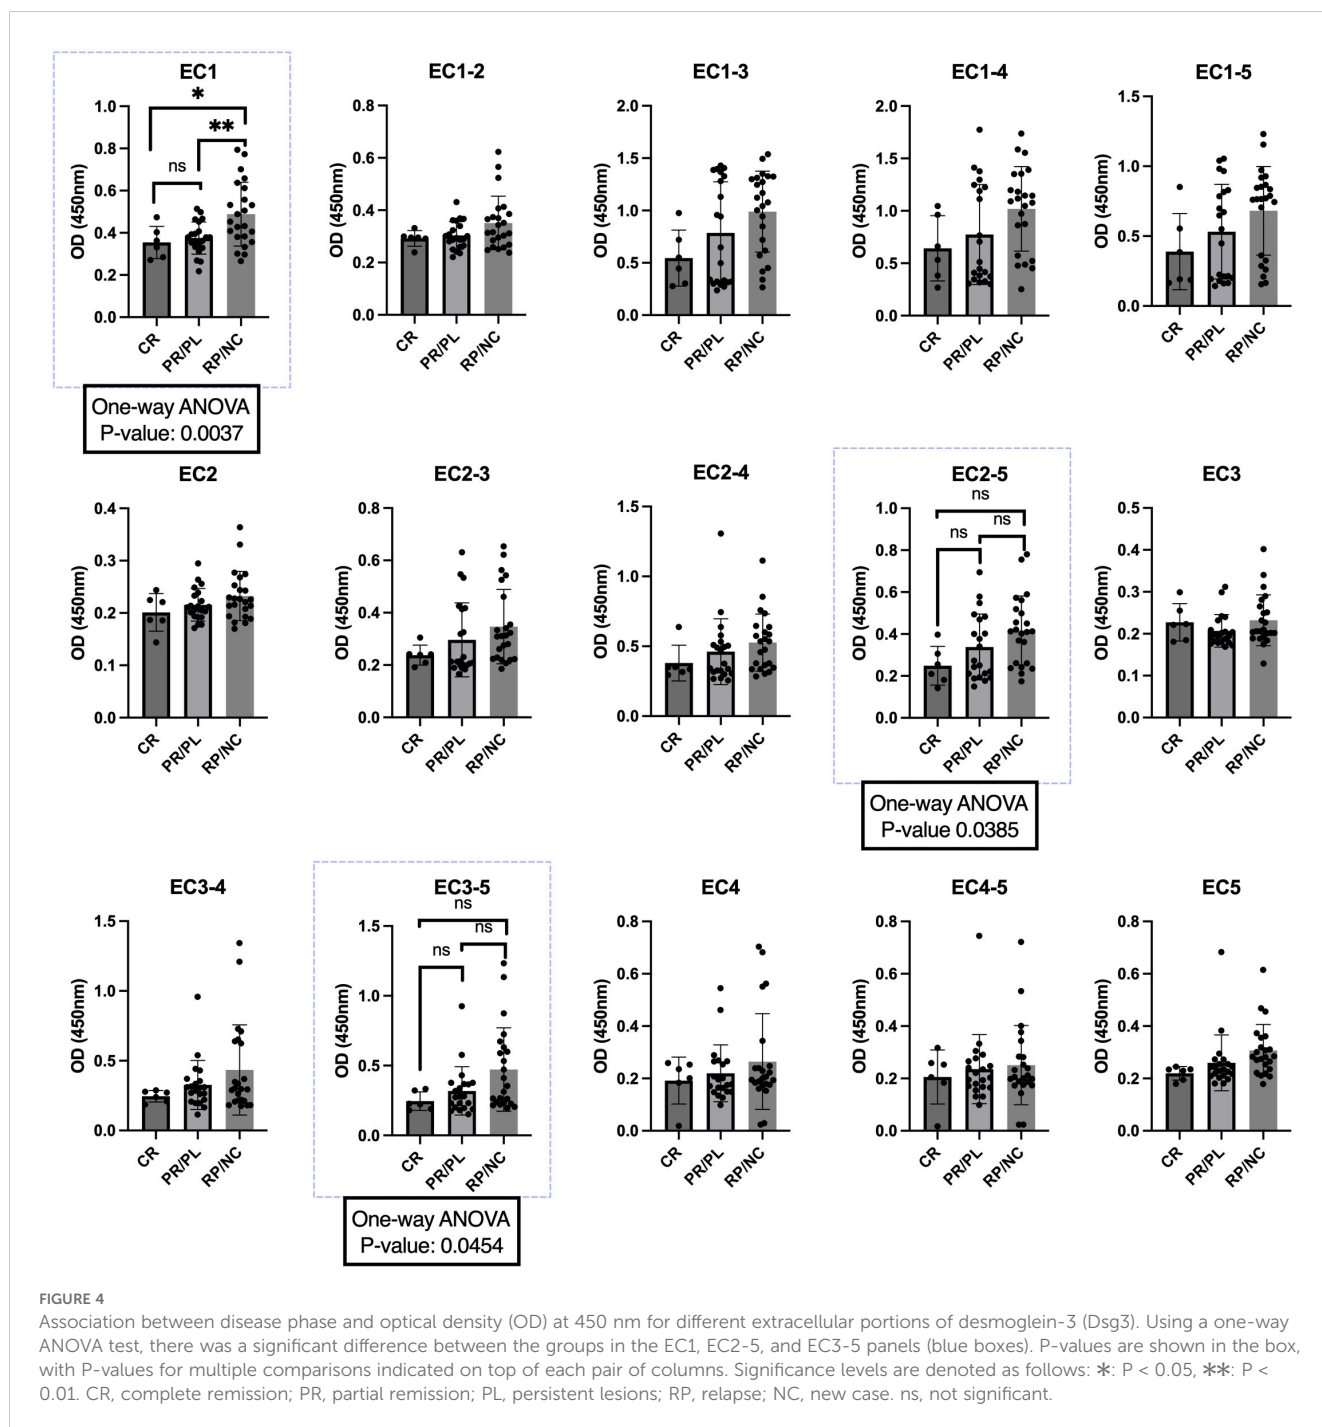 EC1
EC1-2
EC1-3
EC1-4
EC1-5
OD (450nm)
1.0
0.8
0.6
0.4
0.2
0.0
*
**
ns
CR
PR/PL
RP/NC
OD (450nm)
0.8
0.6
0.4
0.2
0.0
CR
PR/PL
RP/NC
OD (450nm)
2.0
1.5
1.0
0.5
0.0
CR
PR/PL
RP/NC
OD (450nm)
2.0
1.5
1.0
0.5
0.0
CR
PR/PL
RP/NC
OD (450nm)
1.5
1.0
0.5
0.0
CR
PR/PL
RP/NC
One-way ANOVA
P-value: 0.0037
EC2
EC2-3
EC2-4
EC2-5
EC3
OD (450nm)
0.4
0.3
0.2
0.1
0.0
CR
PR/PL
RP/NC
OD (450nm)
0.8
0.6
0.4
0.2
0.0
CR
PR/PL
RP/NC
OD (450nm)
1.5
1.0
0.5
0.0
CR
PR/PL
RP/NC
OD (450nm)
1.0
0.8
0.6
0.4
0.2
0.0
ns
ns
ns
CR
PR/PL
RP/NC
OD (450nm)
0.5
0.4
0.3
0.2
0.1
0.0
CR
PR/PL
RP/NC
One-way ANOVA
P-value 0.0385
EC3-4
EC3-5
EC4
EC4-5
EC5
OD (450nm)
1.5
1.0
0.5
0.0
CR
PR/PL
RP/NC
OD (450nm)
1.5
1.0
0.5
0.0
ns
ns
ns
CR
PR/PL
RP/NC
OD (450nm)
0.8
0.6
0.4
0.2
0.0
CR
PR/PL
RP/NC
OD (450nm)
0.8
0.6
0.4
0.2
0.0
CR
PR/PL
RP/NC
OD (450nm)
0.8
0.6
0.4
0.2
0.0
CR
PR/PL
RP/NC
One-way ANOVA
P-value: 0.0454
FIGURE 4
Association between disease phase and optical density (OD) at 450 nm for different extracellular portions of desmoglein-3 (Dsg3). Using a one-way
ANOVA test, there was a significant difference between the groups in the EC1, EC2-5, and EC3-5 panels (blue boxes). P-values are shown in the box,
with P-values for multiple comparisons indicated on top of each pair of columns. Significance levels are denoted as follows: *: P < 0.05, **: P <
0.01. CR, complete remission; PR, partial remission; PL, persistent lesions; RP, relapse; NC, new case. ns, not significant.